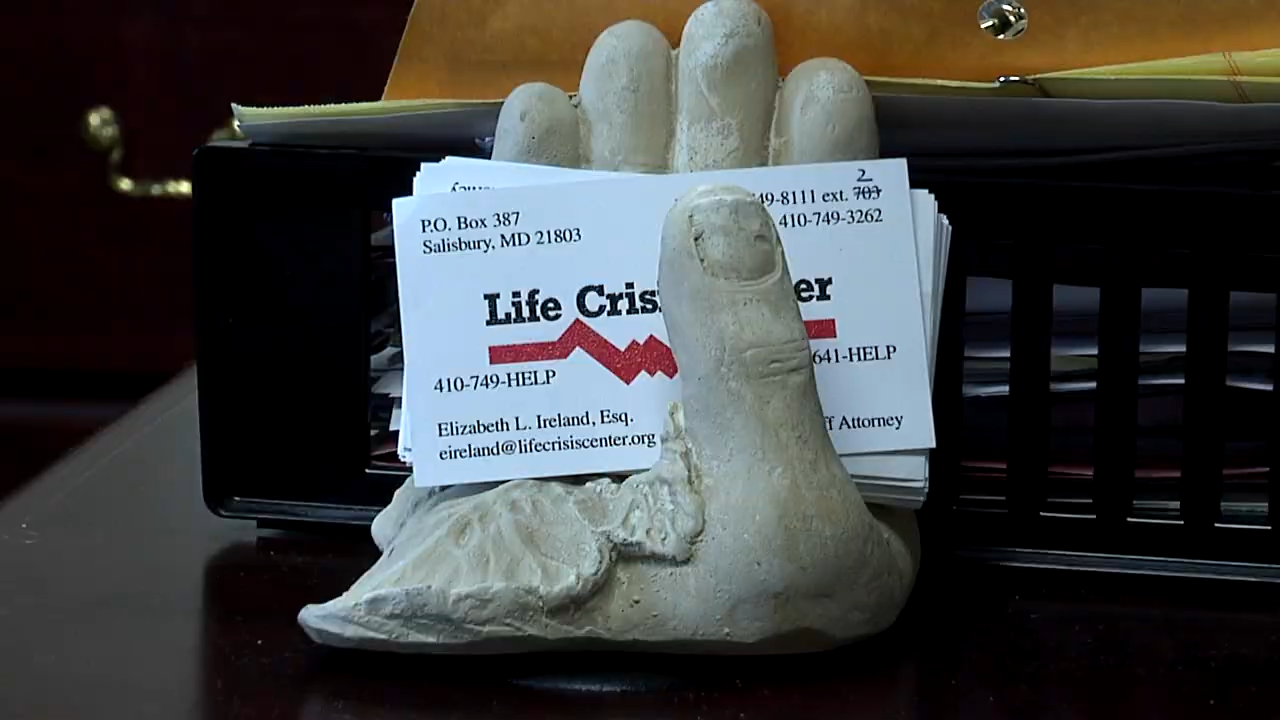 P.O. Box 387
Salisbury, MD 21803
2
49-8111 ext. 703
410-749-3262
Life Cris er
410-749-HELP
641-HELP
Elizabeth L. Ireland, Esq.
eireland@lifecrisiscenter.org
f Attorney